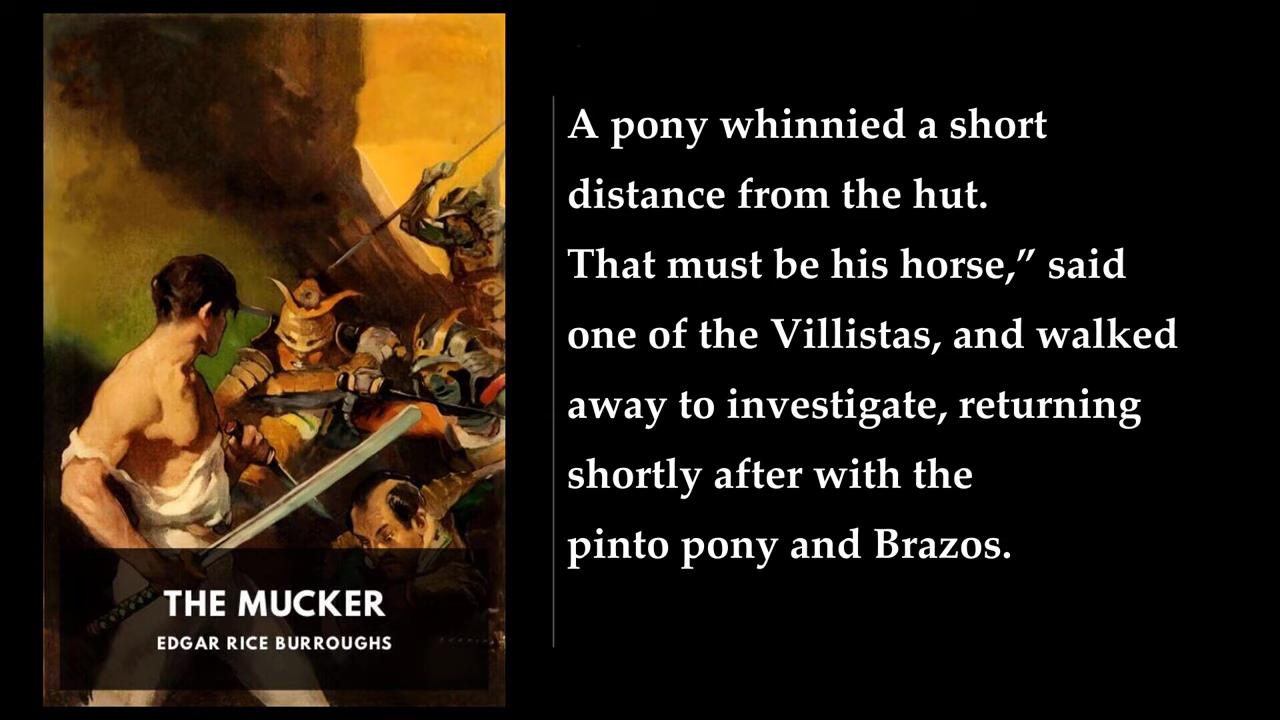 THE MUCKER
EDGAR RICE BURROUGHS
A pony whinnied a short
distance from the hut.
That must be his horse,” said
one of the Villistas, and walked
away to investigate, returning
shortly after with the
pinto pony and Brazos.